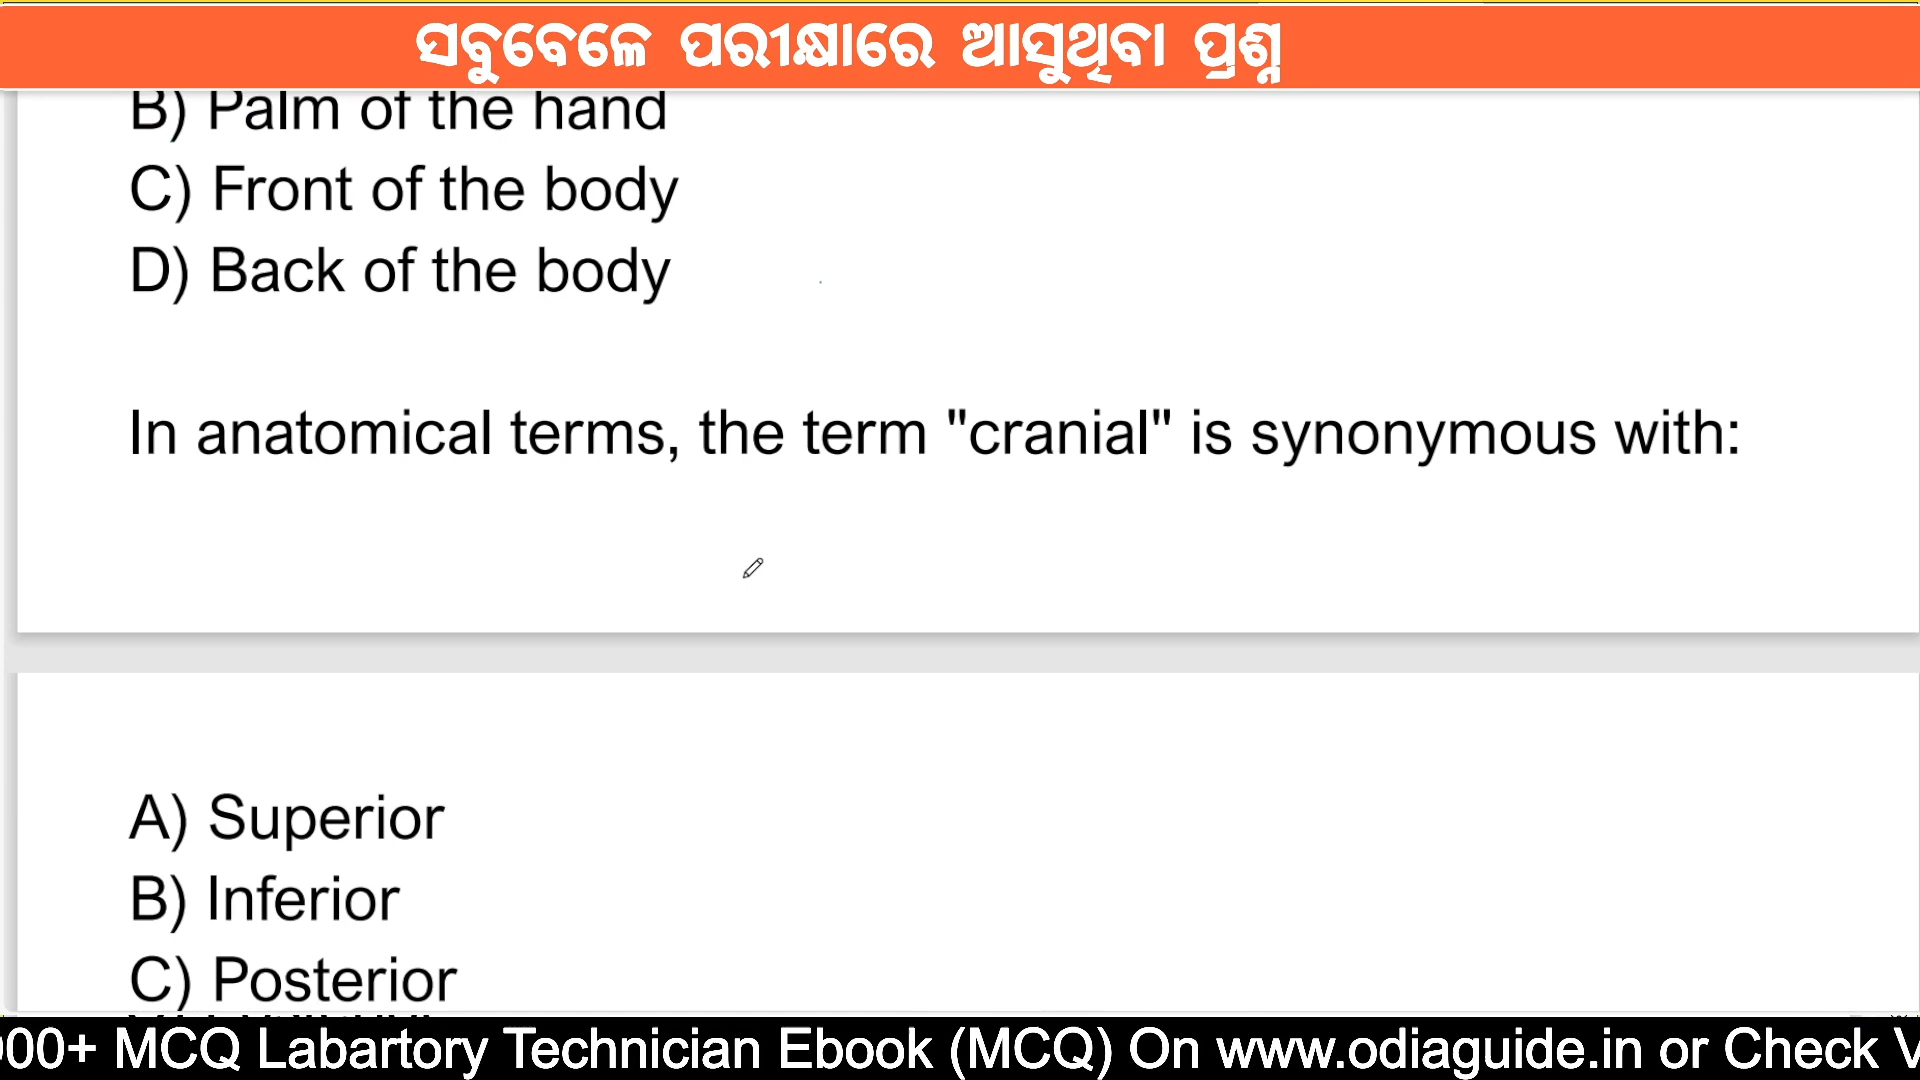 ସବୁବେଳେ ପରୀକ୍ଷାରେ ଆସୁଥିବା ପ୍ରଶ୍ନ
B) Palm of the hand
C) Front of the body
D) Back of the body
In anatomical terms, the term "cranial" is synonymous with:
A) Superior
B) Inferior
C) Posterior
00+ MCQ Labartory Technician Ebook (MCQ) On www.odiaguide.in or Check V